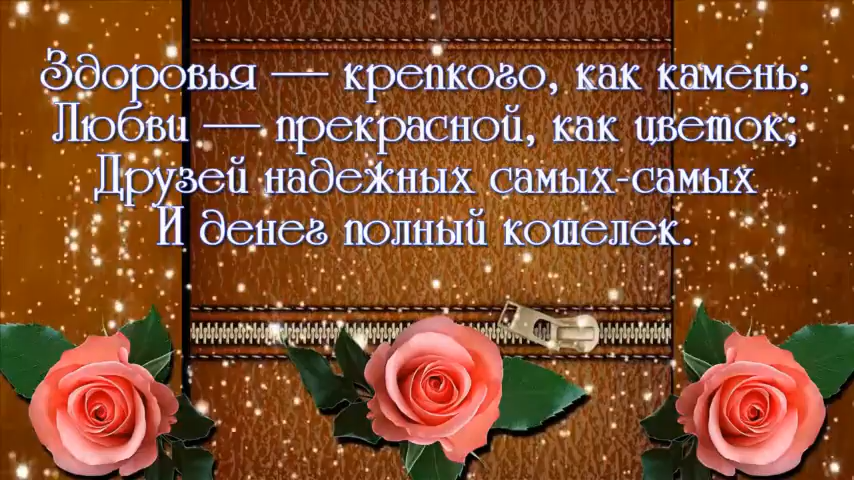 Здоровья — крепкого, как камень;
Любви — прекрасной, как цветок;
Друзей надежных самых-самых
И денег полный кошелек.